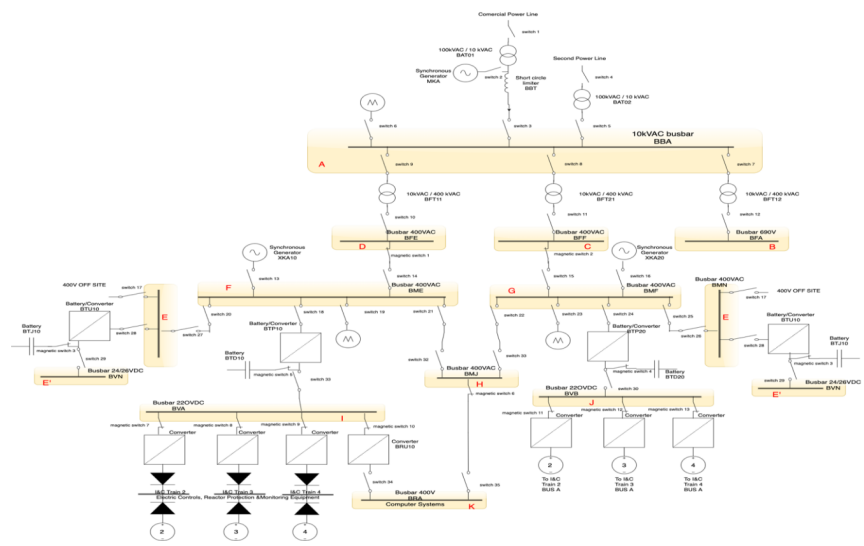 Comercial Power Line
switch 1
100kVAC / 10 kVAC
BAT01
Second Power Line
Synchronous
Generator
MKA
switch 2
Short circle
limiter
BBT
switch 4
100kVAC / 10 kVAC
BAT02
switch 6
switch 3
switch 5
10kVAC busbar
BBA
A
switch 9
switch 8
switch 7
10kVAC / 400 kVAC
BFT11
10kVAC / 400 kVAC
BFT21
10kVAC / 400 kVAC
BFT12
switch 10
switch 11
switch 12
Busbar 400VAC
BFE
D
Busbar 400VAC
BFF
C
Busbar 690V
BFA
B
magnetic switch 1
magnetic switch 2
Synchronous
Generator
XKA10
Synchronous
Generator
XKA20
switch 13
switch 14
switch 15
switch 16
F
Busbar 400VAC
BME
G
Busbar 400VAC
BMF
Busbar 400VAC
BMN
400V OFF SITE
switch 17
400V OFF SITE
switch 17
Battery/Converter
BTU10
E
switch 28
switch 27
switch 20
switch 18
switch 19
switch 21
switch 22
switch 23
switch 24
switch 25
switch 26
E
switch 28
Battery/Converter
BTU10
Battery
BTJ10
magnetic switch 3
switch 29
Battery/Converter
BTP10
Battery/Converter
BTP20
Battery
BTJ10
magnetic switch 3
switch 29
Battery
BTD10
magnetic switch 5
switch 33
switch 32
switch 33
Busbar 400VAC
BMJ
H
magnetic switch 6
magnetic switch 4
Battery
BTD20
switch 30
Busbar 24/26VDC
BVN
E'
Busbar 24/26VDC
BVN
E'
Busbar 22OVDC
BVA
I
Busbar 22OVDC
BVB
J
magnetic switch 7
magnetic switch 8
magnetic switch 9
magnetic switch 10
magnetic switch 11
magnetic switch 12
magnetic switch 13
Converter
Converter
Converter
Converter
BRU10
Converter
Converter
Converter
switch 34
switch 35
2
3
4
To I&C
Train 2
BUS A
To I&C
Train 3
BUS A
To I&C
Train 4
BUS A
I&C Train 2
I&C Train 3
I&C Train 4
Electric Controls, Reactor Protection &Monitoring Equipment
Busbar 400V
BRA
Computer Systems
K
2
3
4